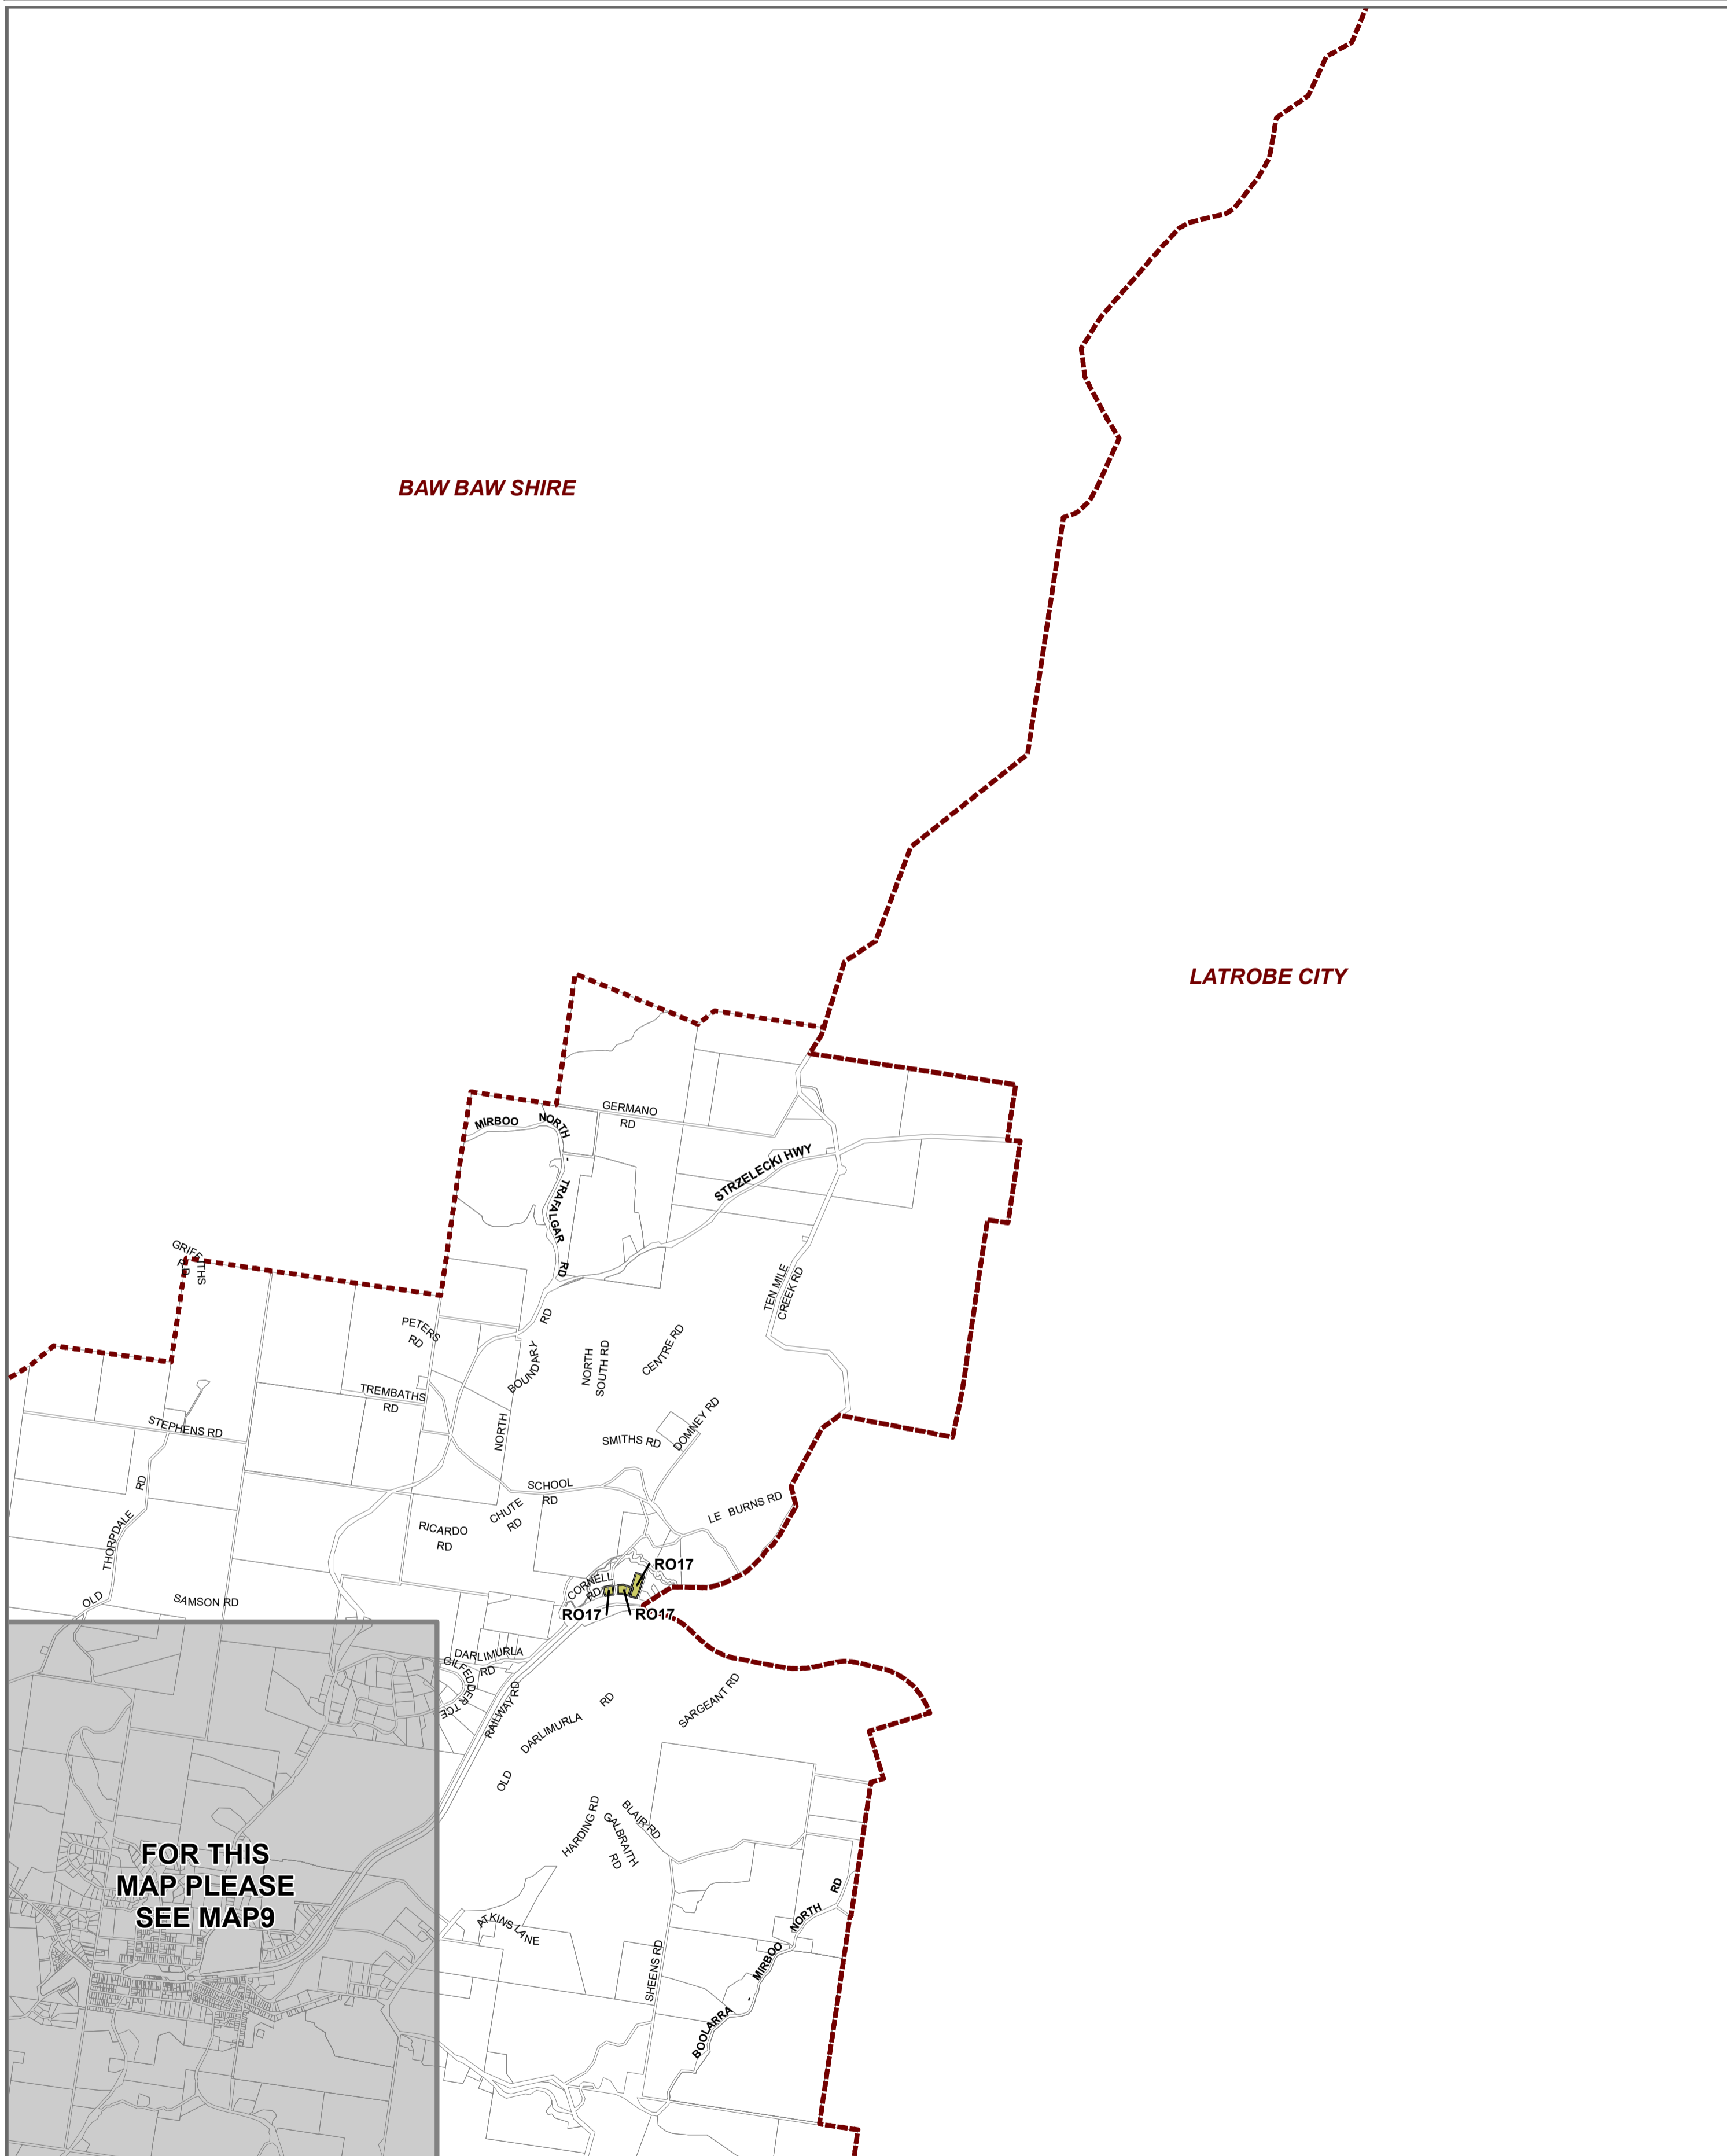 BAW BAW SHIRE
LATROBE CITY
GERMANO
RD
MIRBOO NORTH
-
TRAFALGAR
RD
STRZELECKI HWY
GRIFFITHS
RD
TEN MILE
CREEK RD
PETERS
RD
BOUNDARY
RD
NORTH
SOUTH RD
CENTRE RD
TREMBATHS
RD
STEPHENS RD
NORTH
SMITHS RD
DOMNEY RD
RD
THORPDALE
OLD
SCHOOL
RD
CHUTE
RD
LE BURNS RD
RICARDO
RD
CORNELL
RD
RO17
RO17
RO17
SAMSON RD
DARLIMURLA
RD
GILFEDDER TCE
RAILWAY RD
OLD
DARLIMURLA
RD
SARGEANT RD
HARDING RD
BLAIR RD
GALBRAITH
RD
FOR THIS
MAP PLEASE
SEE MAP9
ATKINS LANE
SHEENS RD
BOOLARRA
-
MIRBOO
NORTH
RD